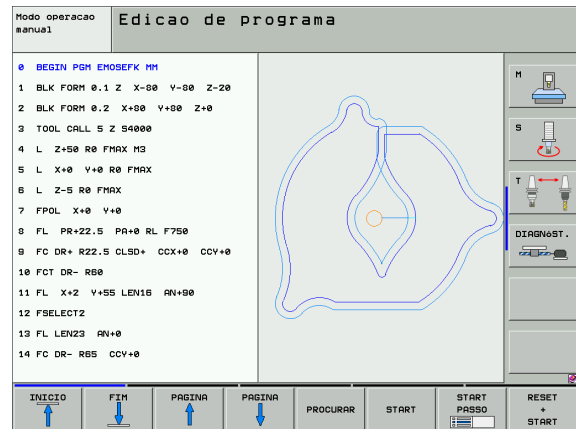 Modo operacao
manual
Edicao de programa
0 BEGIN PGM EMOSEFK MM
1 BLK FORM 0.1 Z X-80 Y-80 Z-20
2 BLK FORM 0.2 X+80 Y+80 Z+0
3 TOOL CALL 5 Z S4000
4 L Z+50 R0 FMAX M3
5 L X+0 Y+0 R0 FMAX
6 L Z-5 R0 FMAX
7 FPOL X+0 Y+0
8 FL PR+22.5 PA+0 RL F750
9 FC DR+ R22.5 CLSD+ CCX+0 CCY+0
10 FCT DR- R60
11 FL X+2 Y+55 LEN16 AN+90
12 FSELECT2
13 FL LEN23 AN+0
14 FC DR- R65 CCY+0
M
S
T
DIAGNóST.
INICIO
FIM
PAGINA
PAGINA
PROCURAR
START
START
PASSO
RESET
+
START